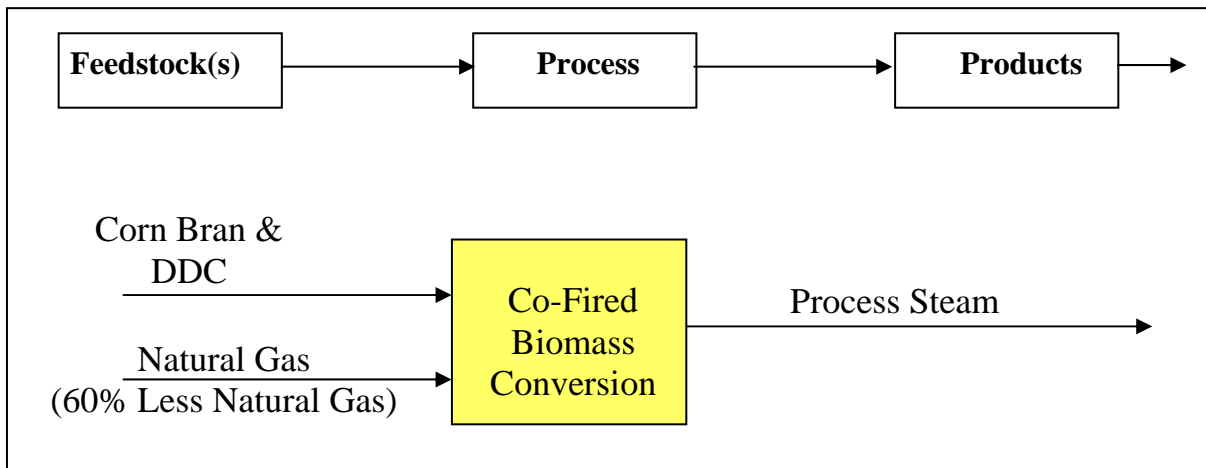 Feedstock(s)
Process
Products
Corn Bran &
DDC
Natural Gas
(60% Less Natural Gas)
Co-Fired
Biomass
Conversion
Process Steam